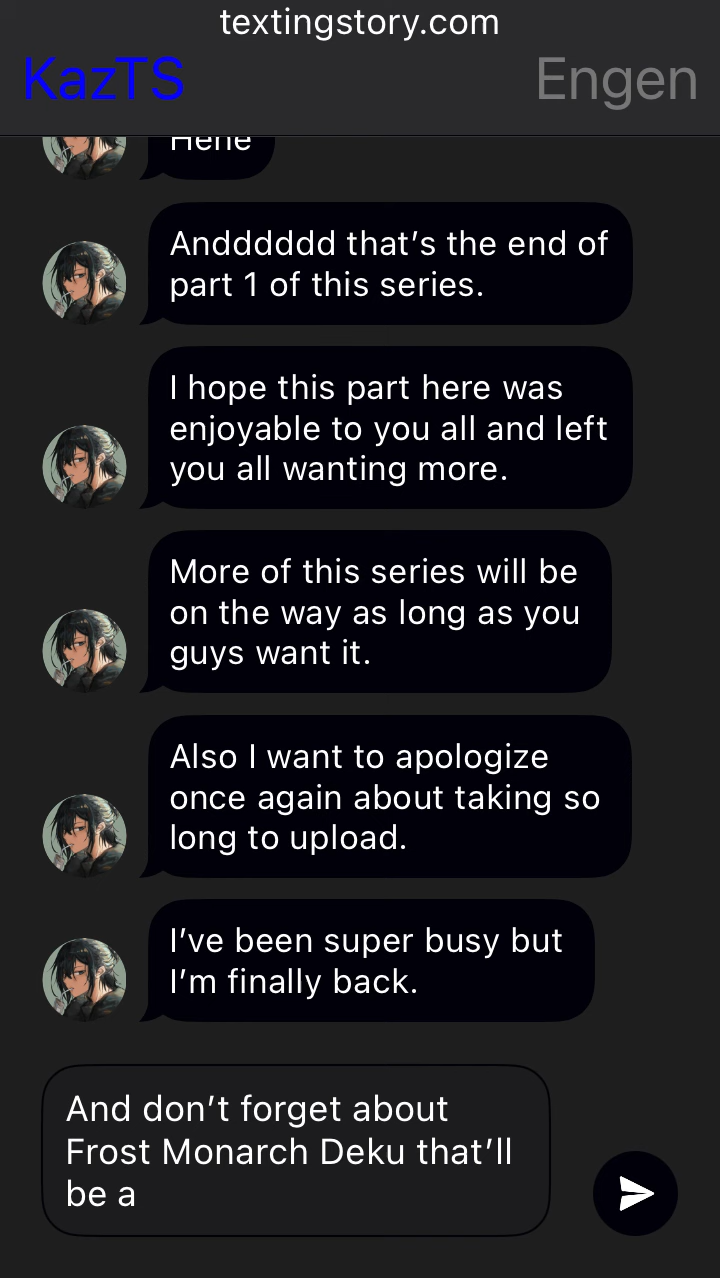 textingstory.com
KazTS
Engen
Hehe
Andddddd that’s the end of
part 1 of this series.
I hope this part here was
enjoyable to you all and left
you all wanting more.
More of this series will be
on the way as long as you
guys want it.
Also I want to apologize
once again about taking so
long to upload.
I’ve been super busy but
I’m finally back.
And don’t forget about
Frost Monarch Deku that’ll
be a